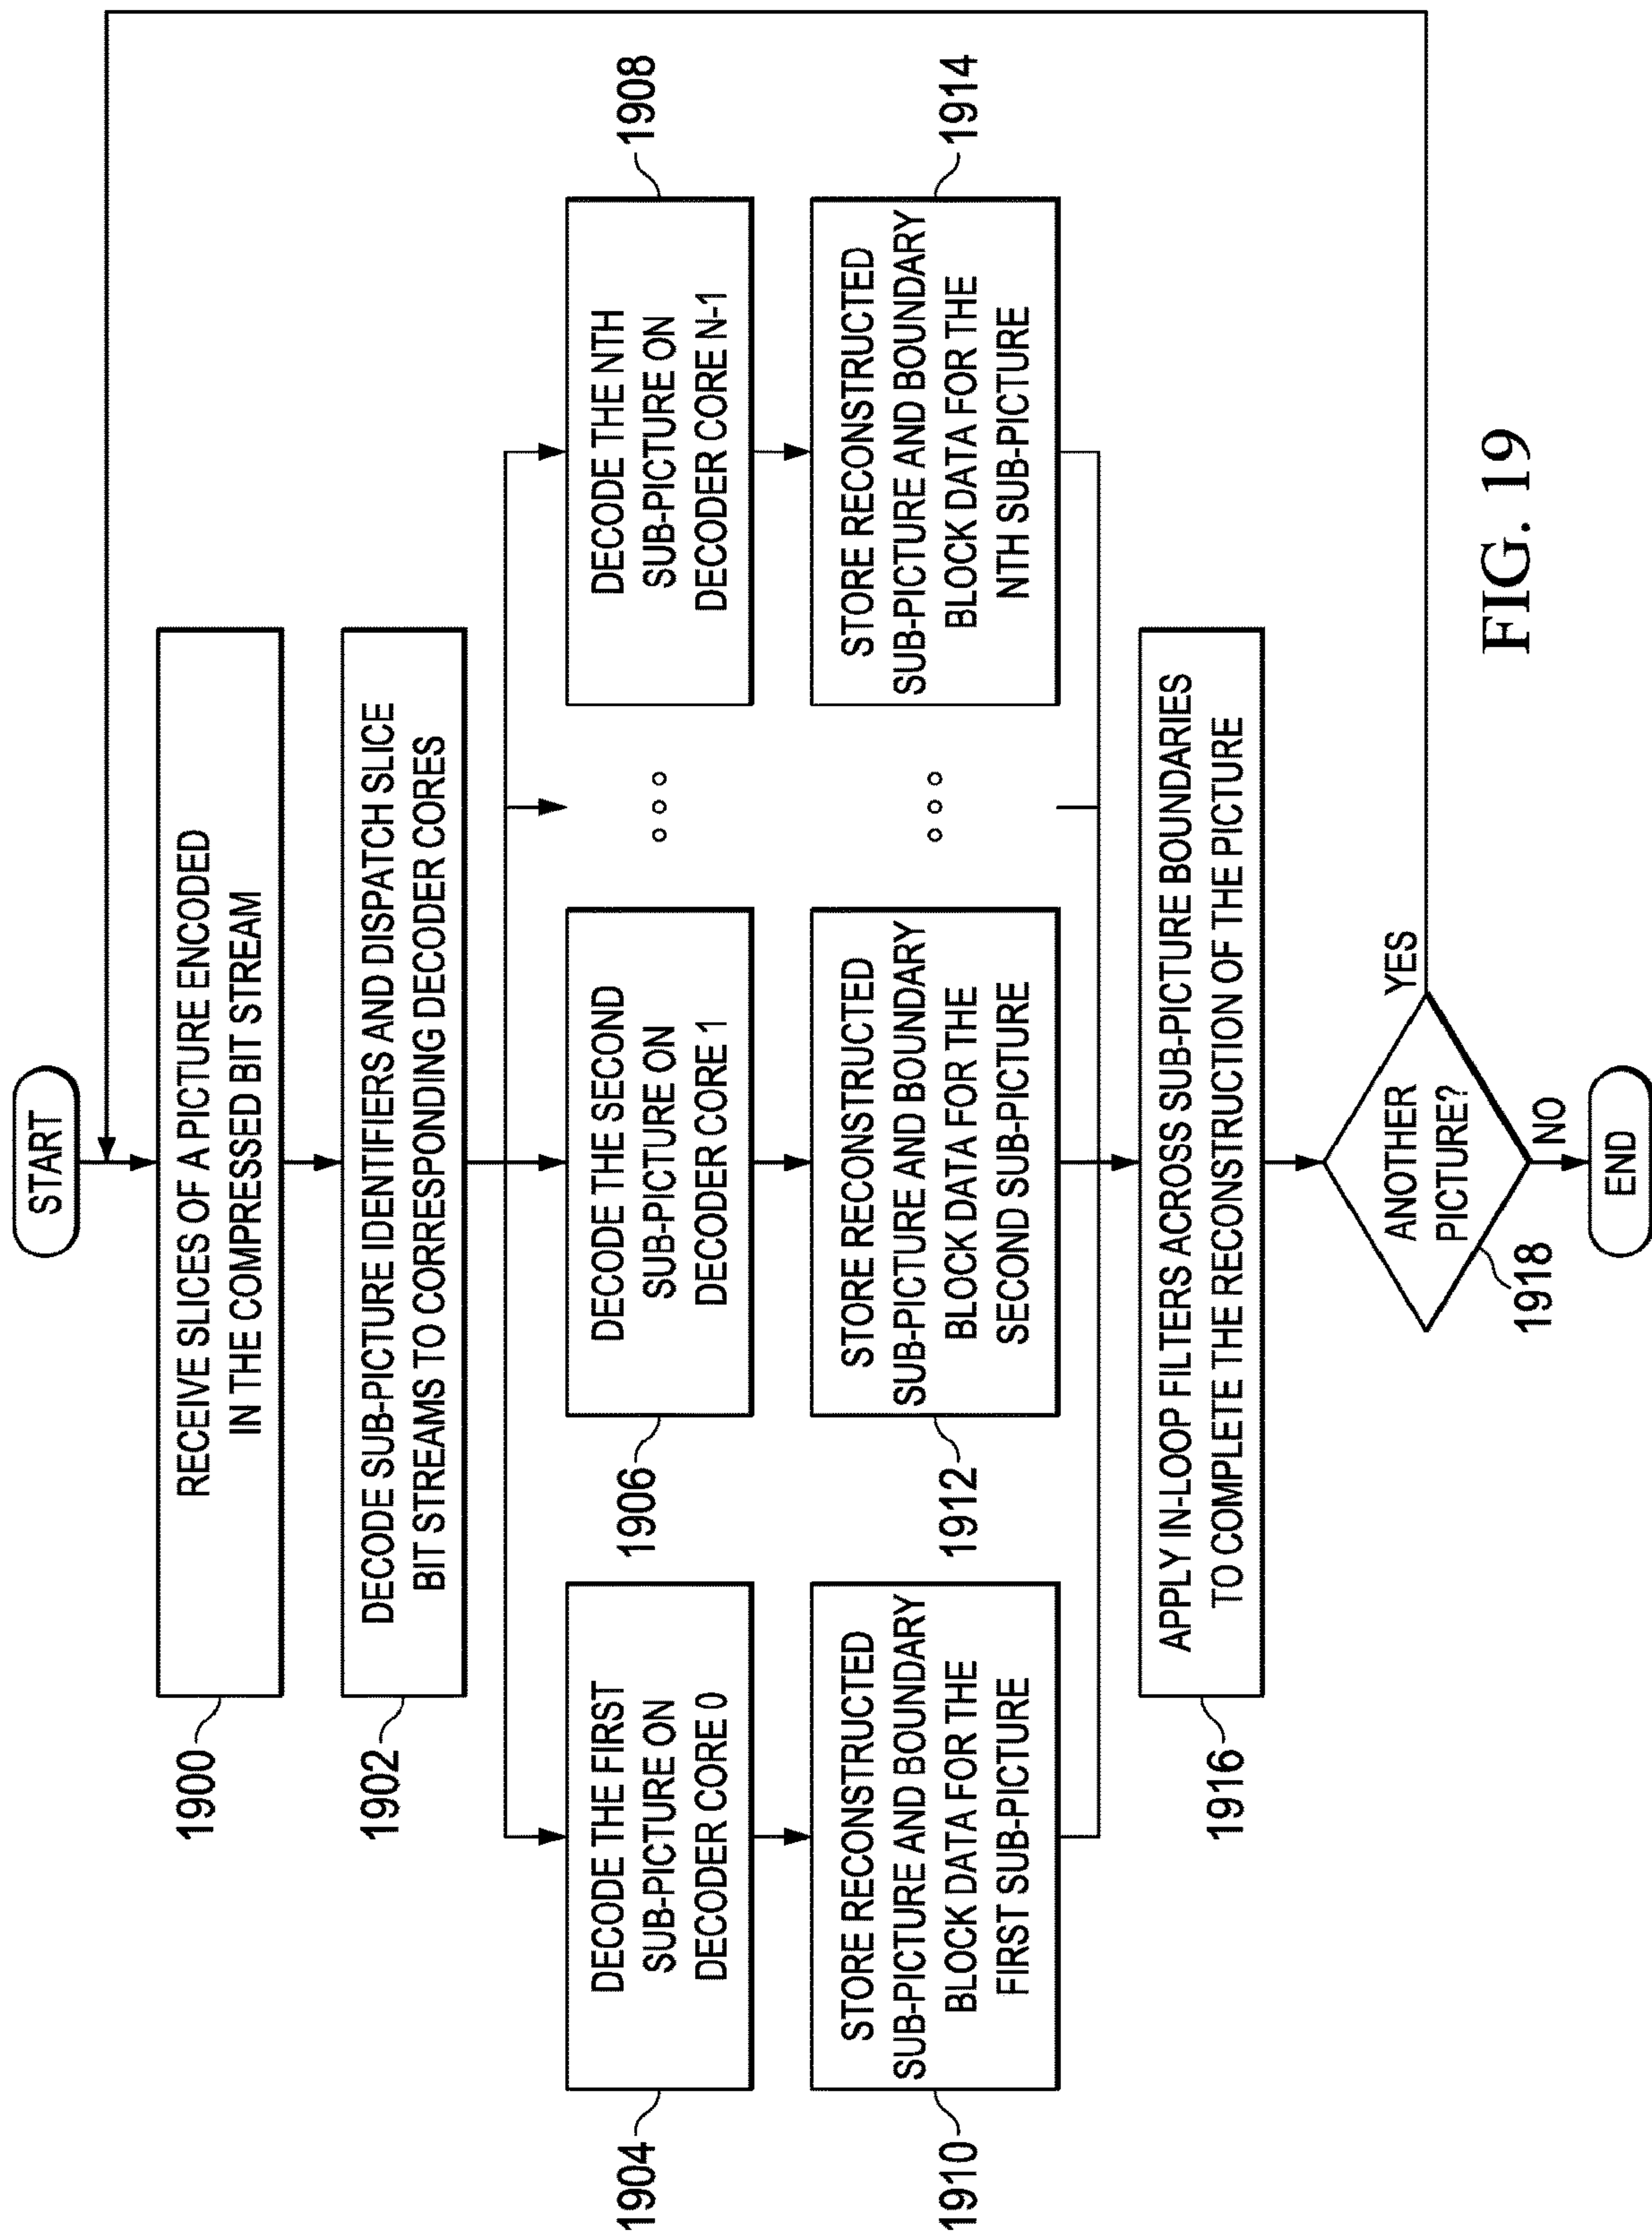 START
RECEIVE SLICES OF A PICTURE ENCODED
IN THE COMPRESSED BIT STREAM
1900
DECODE SUB-PICTURE IDENTIFIERS AND DISPATCH SLICE
BIT STREAMS TO CORRESPONDING DECODER CORES
1902
DECODE THE FIRST
SUB-PICTURE ON
DECODER CORE 0
1904
DECODE THE SECOND
SUB-PICTURE ON
DECODER CORE 1
1906
DECODE THE NTH
SUB-PICTURE ON
DECODER CORE N-1
1908
STORE RECONSTRUCTED
SUB-PICTURE AND BOUNDARY
BLOCK DATA FOR THE
FIRST SUB-PICTURE
1910
STORE RECONSTRUCTED
SUB-PICTURE AND BOUNDARY
BLOCK DATA FOR THE
SECOND SUB-PICTURE
1912
STORE RECONSTRUCTED
SUB-PICTURE AND BOUNDARY
BLOCK DATA FOR THE
NTH SUB-PICTURE
1914
APPLY IN-LOOP FILTERS ACROSS SUB-PICTURE BOUNDARIES
TO COMPLETE THE RECONSTRUCTION OF THE PICTURE
1916
ANOTHER
PICTURE?
YES
1918
NO
END
FIG. 19